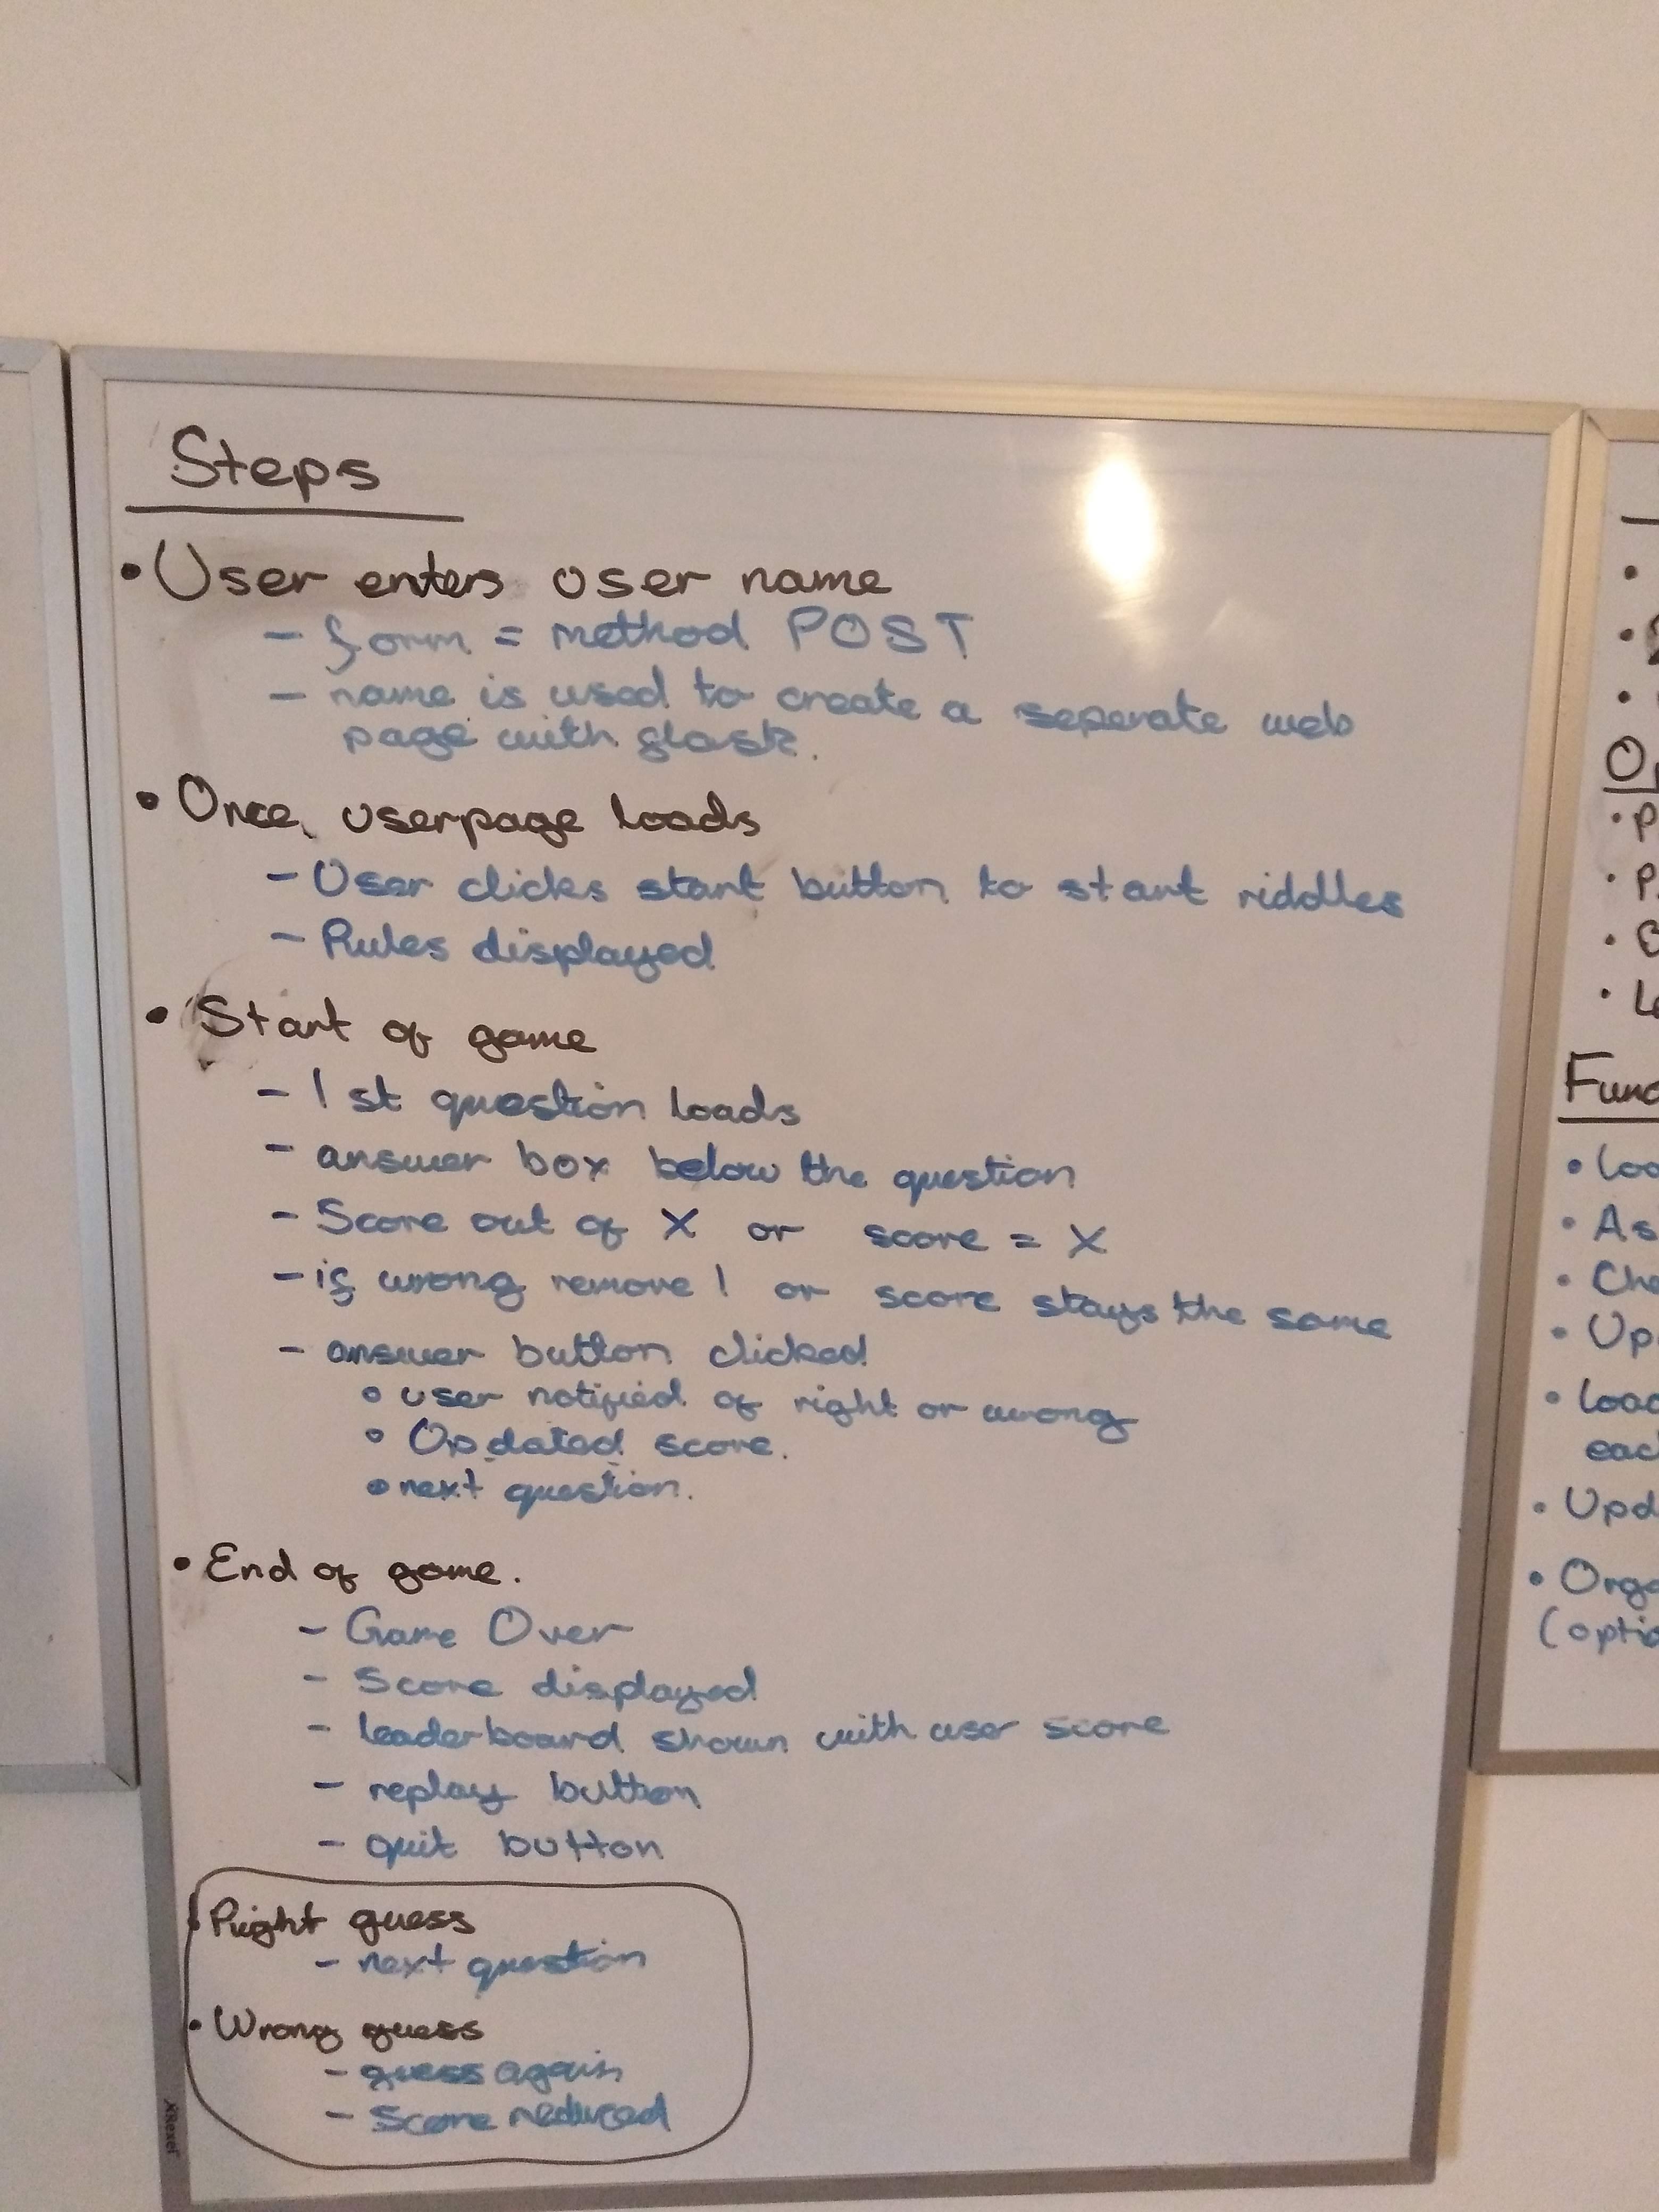 Steps
• User enters user name
- form = method POST
- name is used to create a seperate web
page with flask.
• Once userpage loads
- User clicks start button to start riddles
- Rules displayed
• Start of game
- 1st question loads
- answer box below the question
- Score out of X or score = X
- if wrong remove 1 or score stays the same
- answer button clicked
• user notified of right or wrong
• Updated score.
• next question.
• End of game.
- Game Over
- Score displayed
- leaderboard shown with user score
- replay button
- quit button
• Right guess
- next question
• Wrong guess
- guess again
- Score reduced
Rexel
• P
• P
• Le
Func
• Loa
• As
• Che
• Up
• load
eac
• Upd
• Orga
(optio